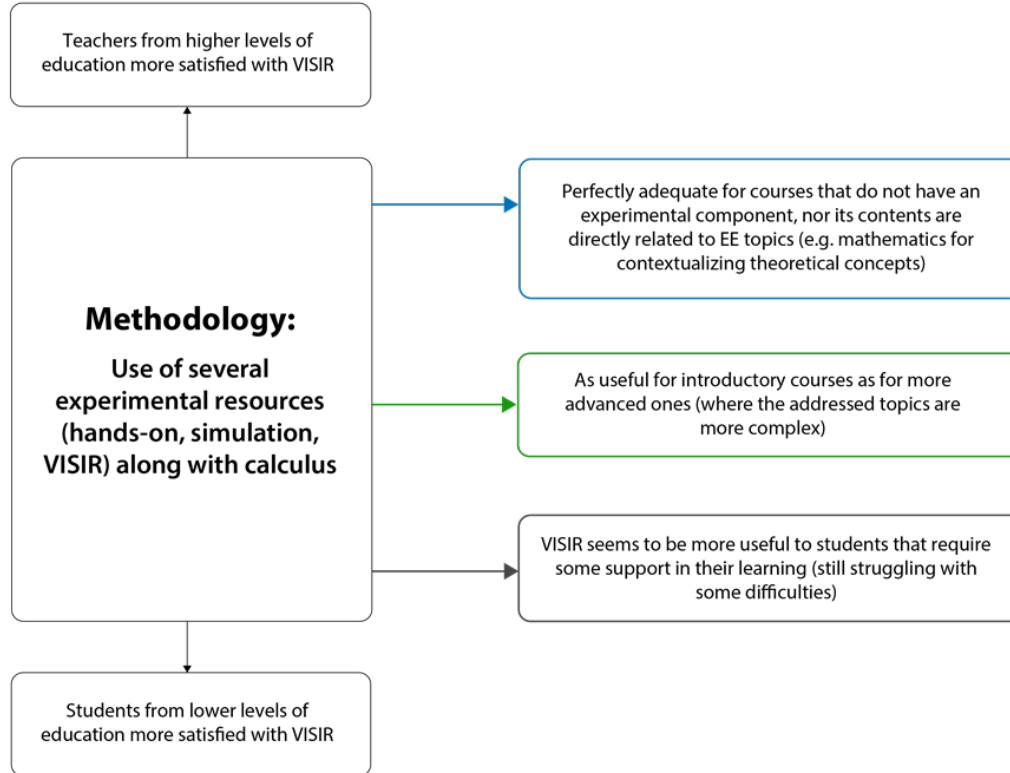 Teachers from higher levels of
education more satisfied with VISIR
Methodology:
Use of several
experimental resources
(hands-on, simulation,
VISIR) along with calculus
Perfectly adequate for courses that do not have an
experimental component, nor its contents are
directly related to EE topics (e.g. mathematics for
contextualizing theoretical concepts)
As useful for introductory courses as for more
advanced ones (where the addressed topics are
more complex)
VISIR seems to be more useful to students that require
some support in their learning (still struggling with
some difficulties)
Students from lower levels of
education more satisfied with VISIR